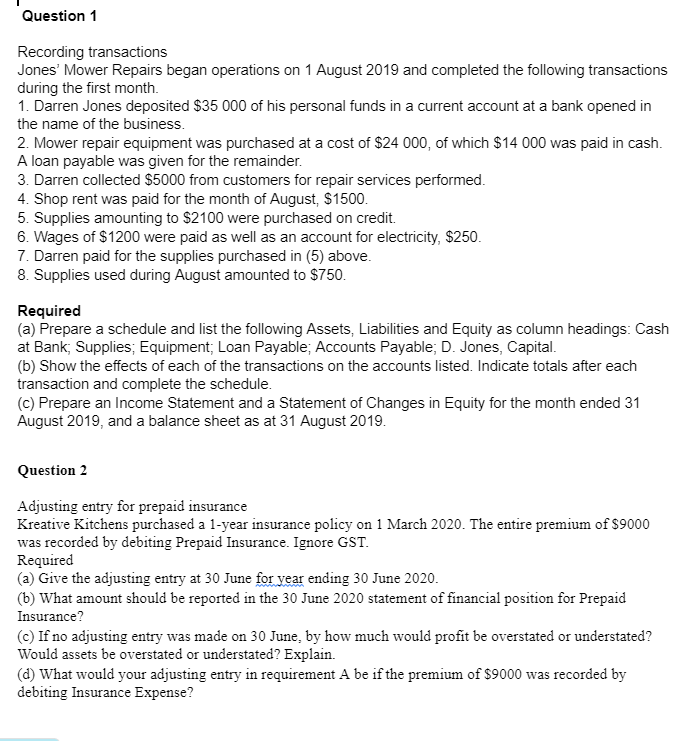 Question 1
Recording transactions
Jones' Mower Repairs began operations on 1 August 2019 and completed the following transactions
during the first month.
1. Darren Jones deposited $35 000 of his personal funds in a current account at a bank opened in
the name of the business.
2. Mower repair equipment was purchased at a cost of $24 000, of which $14 000 was paid in cash.
A loan payable was given for the remainder.
3. Darren collected $5000 from customers for repair services performed.
4. Shop rent was paid for the month of August, $1500.
5. Supplies amounting to $2100 were purchased on credit.
6. Wages of $1200 were paid as well as an account for electricity, $250.
7. Darren paid for the supplies purchased in (5) above.
8. Supplies used during August amounted to $750.
Required
(a) Prepare a schedule and list the following Assets, Liabilities and Equity as column headings: Cash
at Bank; Supplies; Equipment; Loan Payable; Accounts Payable; D. Jones, Capital.
(b) Show the effects of each of the transactions on the accounts listed. Indicate totals after each
transaction and complete the schedule.
(c) Prepare an Income Statement and a Statement of Changes in Equity for the month ended 31
August 2019, and a balance sheet as at 31 August 2019.
Question 2
Adjusting entry for prepaid insurance
Kreative Kitchens purchased a 1-year insurance policy on 1 March 2020. The entire premium of $9000
was recorded by debiting Prepaid Insurance. Ignore GST.
Required
(a) Give the adjusting entry at 30 June for year ending 30 June 2020.
(b) What amount should be reported in the 30 June 2020 statement of financial position for Prepaid
Insurance?
(c) If no adjusting entry was made on 30 June, by how much would profit be overstated or understated?
Would assets be overstated or understated? Explain.
(d) What would your adjusting entry in requirement A be if the premium of $9000 was recorded by
debiting Insurance Expense?